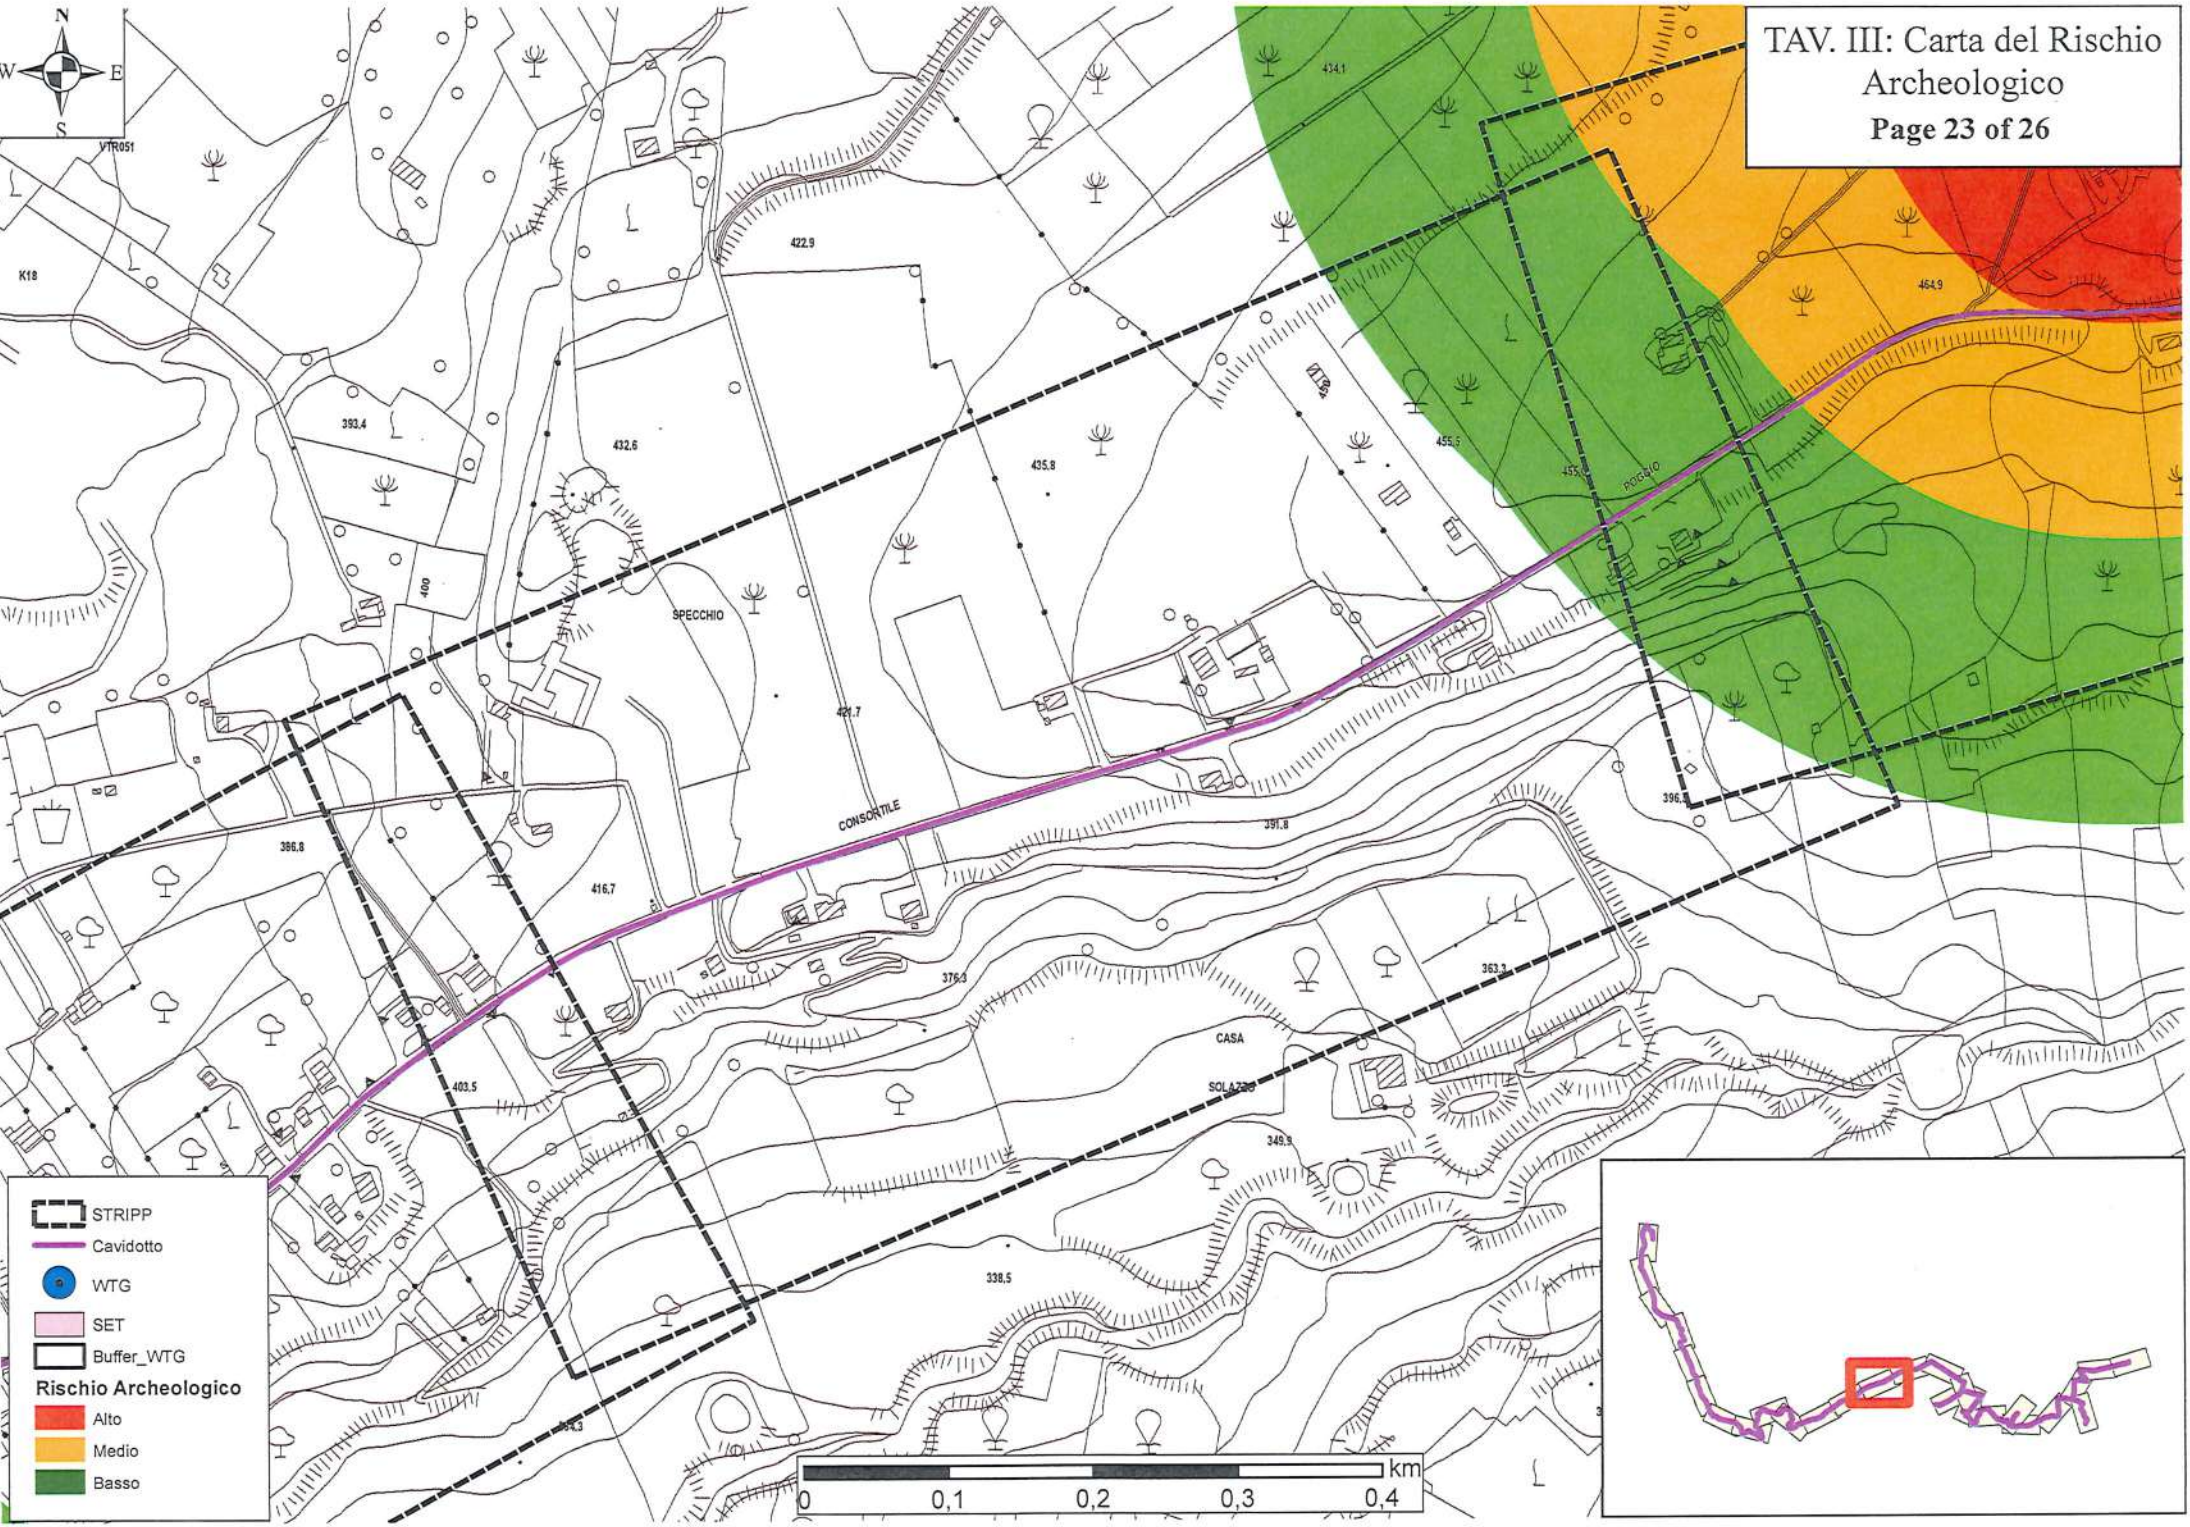 N
W
E
S
TAV. III: Carta del Rischio
Archeologico
Page 23 of 26
VTR051
K18
434.1
422.9
464.9
393.4
432.6
435.8
450
455.5
POGGIO
400
SPECCHIO
421.7
CONSORTILE
396.
386.8
391.8
416.7
376.3
363.3
CASA
SOLAZZO
403.5
349.9
338.5
STRIPP
Cavidotto
WTG
SET
Buffer_WTG
Rischio Archeologico
Alto
Medio
Basso
km
0
0,1
0,2
0,3
0,4